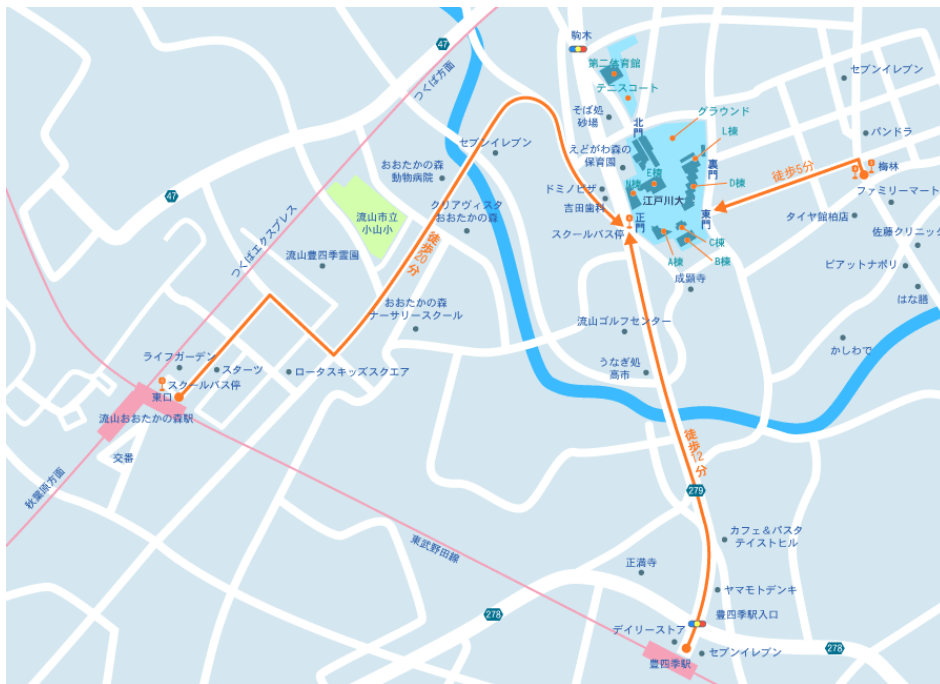 47
駒木
つくば方面
第二体育館
テニスコート
セブンイレブン
そば処
砂場
北門
グラウンド
L棟
パンドラ
セブンイレブン
えどがわ森の
保育園
裏門
徒歩5分
梅林
おおたかの森
動物病院
E棟
D棟
ファミリーマート
47
ドミノピザ
N棟
江戸川大
流山市立
小山小
クリアヴィスタ
おおたかの森
吉田歯科
正門
東門
タイヤ館柏店
つくばエクスプレス
スクールバス停
佐藤クリニック
徒歩20分
C棟
流山豊四季霊園
A棟
B棟
ピアットナポリ
成顕寺
はな膳
おおたかの森
ナーサリースクール
流山ゴルフセンター
かしわで
ライフガーデン
スターツ
ロータスキッズスクエア
うなぎ処
高市
スクールバス停
東口
流山おおたかの森駅
徒歩12分
交番
秋葉原方面
279
東武野田線
カフェ&パスタ
テイストヒル
正満寺
ヤマモトデンキ
278
豊四季駅入口
デイリーストア
セブンイレブン
278
豊四季駅